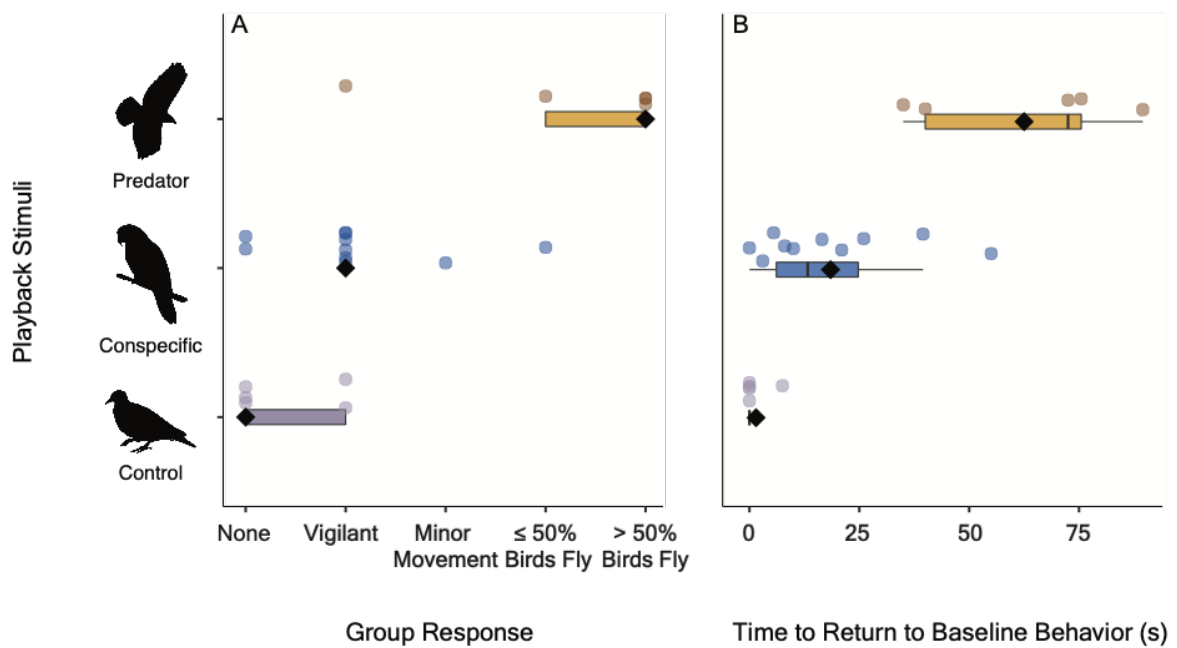 A
B
Playback Stimuli
Predator
Conspecific
Control
None
Vigilant
Minor
Movement
≤ 50%
Birds Fly
> 50%
Birds Fly
0
25
50
75
Group Response
Time to Return to Baseline Behavior (s)